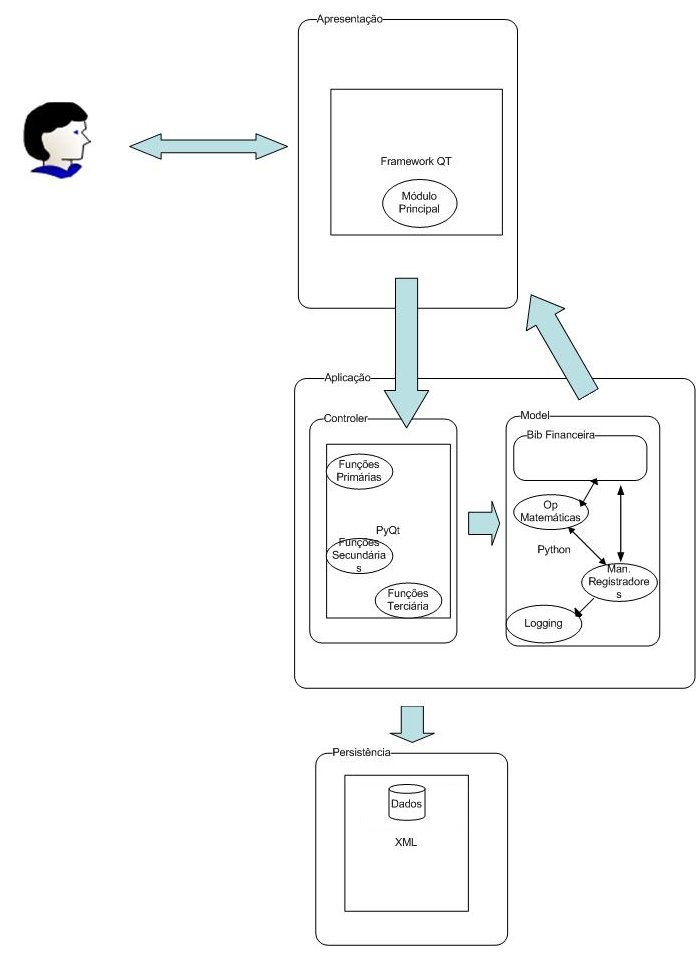 Apresentação
Framework QT
Módulo
Principal
Aplicação
Controler
Funções
Primárias
PyQt
Funções
Secundária
s
Funções
Terciária
Model
Bib Financeira
Op
Matemáticas
Python
Man.
Registradore
s
Logging
Persistência
Dados
XML